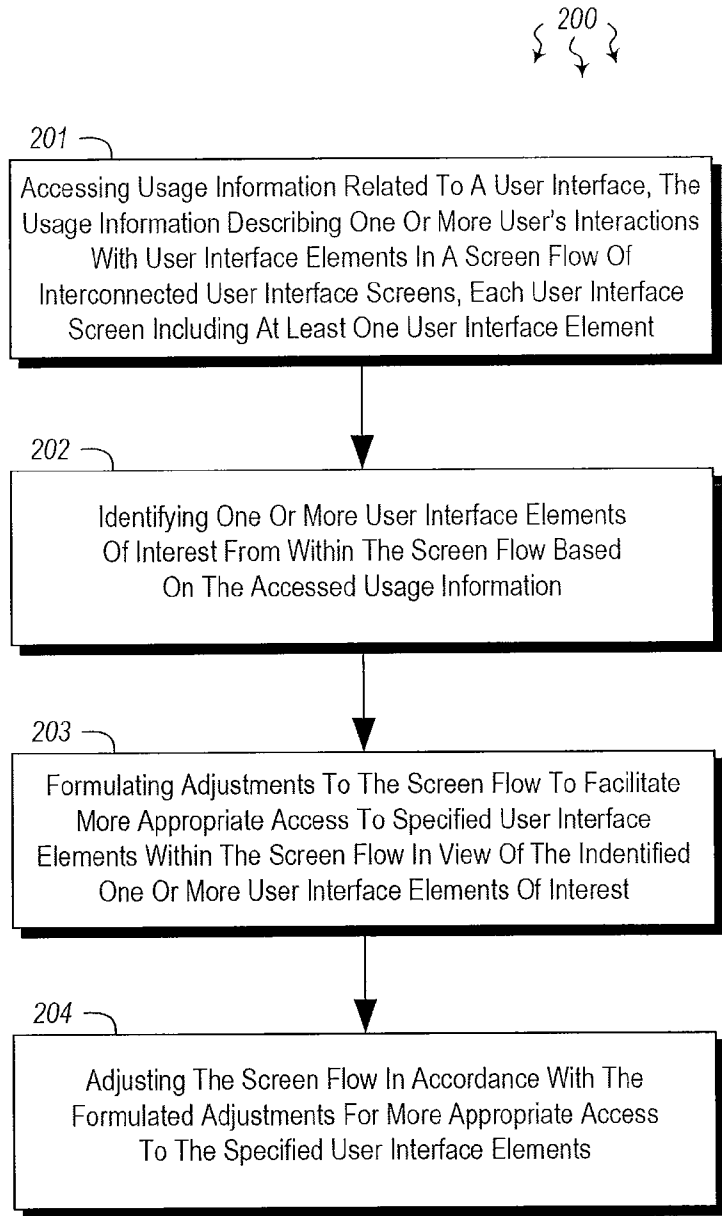 200
201
Accessing Usage Information Related To A User Interface, The
Usage Information Describing One Or More User's Interactions
With User Interface Elements In A Screen Flow Of
Interconnected User Interface Screens, Each User Interface
Screen Including At Least One User Interface Element
202
Identifying One Or More User Interface Elements
Of Interest From Within The Screen Flow Based
On The Accessed Usage Information
203
Formulating Adjustments To The Screen Flow To Facilitate
More Appropriate Access To Specified User Interface
Elements Within The Screen Flow In View Of The Indentified
One Or More User Interface Elements Of Interest
204
Adjusting The Screen Flow In Accordance With The
Formulated Adjustments For More Appropriate Access
To The Specified User Interface Elements